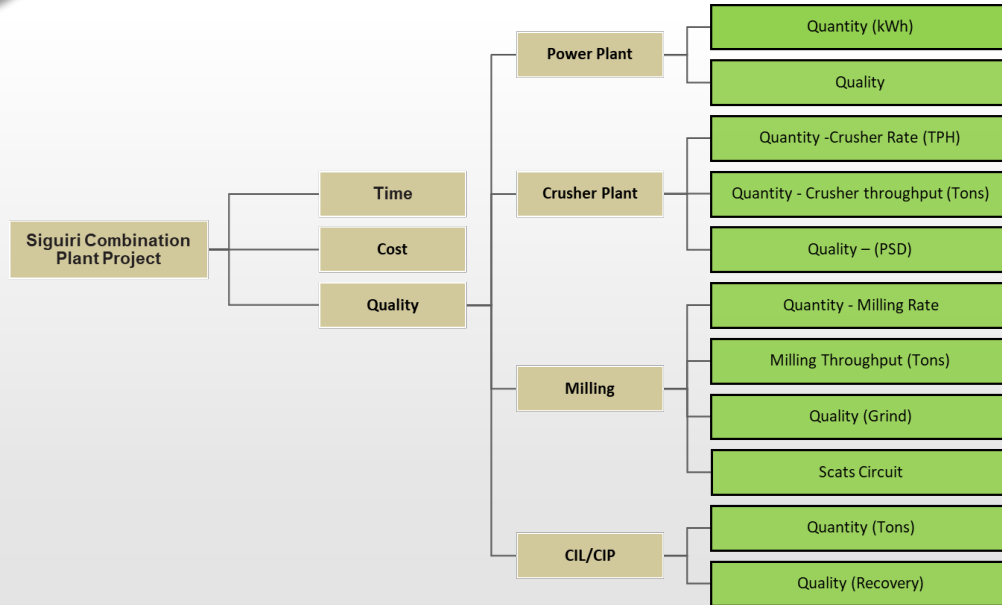 Siguiri Combination
Plant Project
Time
Cost
Quality
Power Plant
Crusher Plant
Milling
CIL/CIP
Quantity (kWh)
Quality
Quantity -Crusher Rate (TPH)
Quantity - Crusher throughput (Tons)
Quality – (PSD)
Quantity - Milling Rate
Milling Throughput (Tons)
Quality (Grind)
Scats Circuit
Quantity (Tons)
Quality (Recovery)